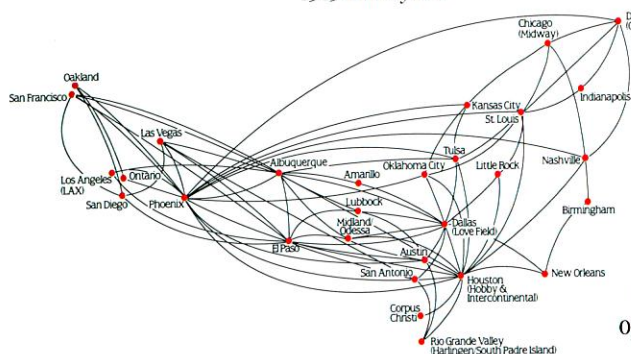 Chicago
(Midway)
D
(
Oakland
San Francisco
Kansas City
Indianapolis
St. Louis
Las Vegas
Tulsa
Albuquerque
Oklahoma City
Little Rock
Nashville
Los Angeles
(LAX)
Ontario
Amarillo
San Diego
Phoenix
Lubbock
Birmingham
Midland/
Odessa
Dallas
(Love Field)
El Paso
Austin
San Antonio
Houston
(Hobby &
Intercontinental)
New Orleans
Corpus
Christi
Rio Grande Valley
(Harlingen/South Padre Island)